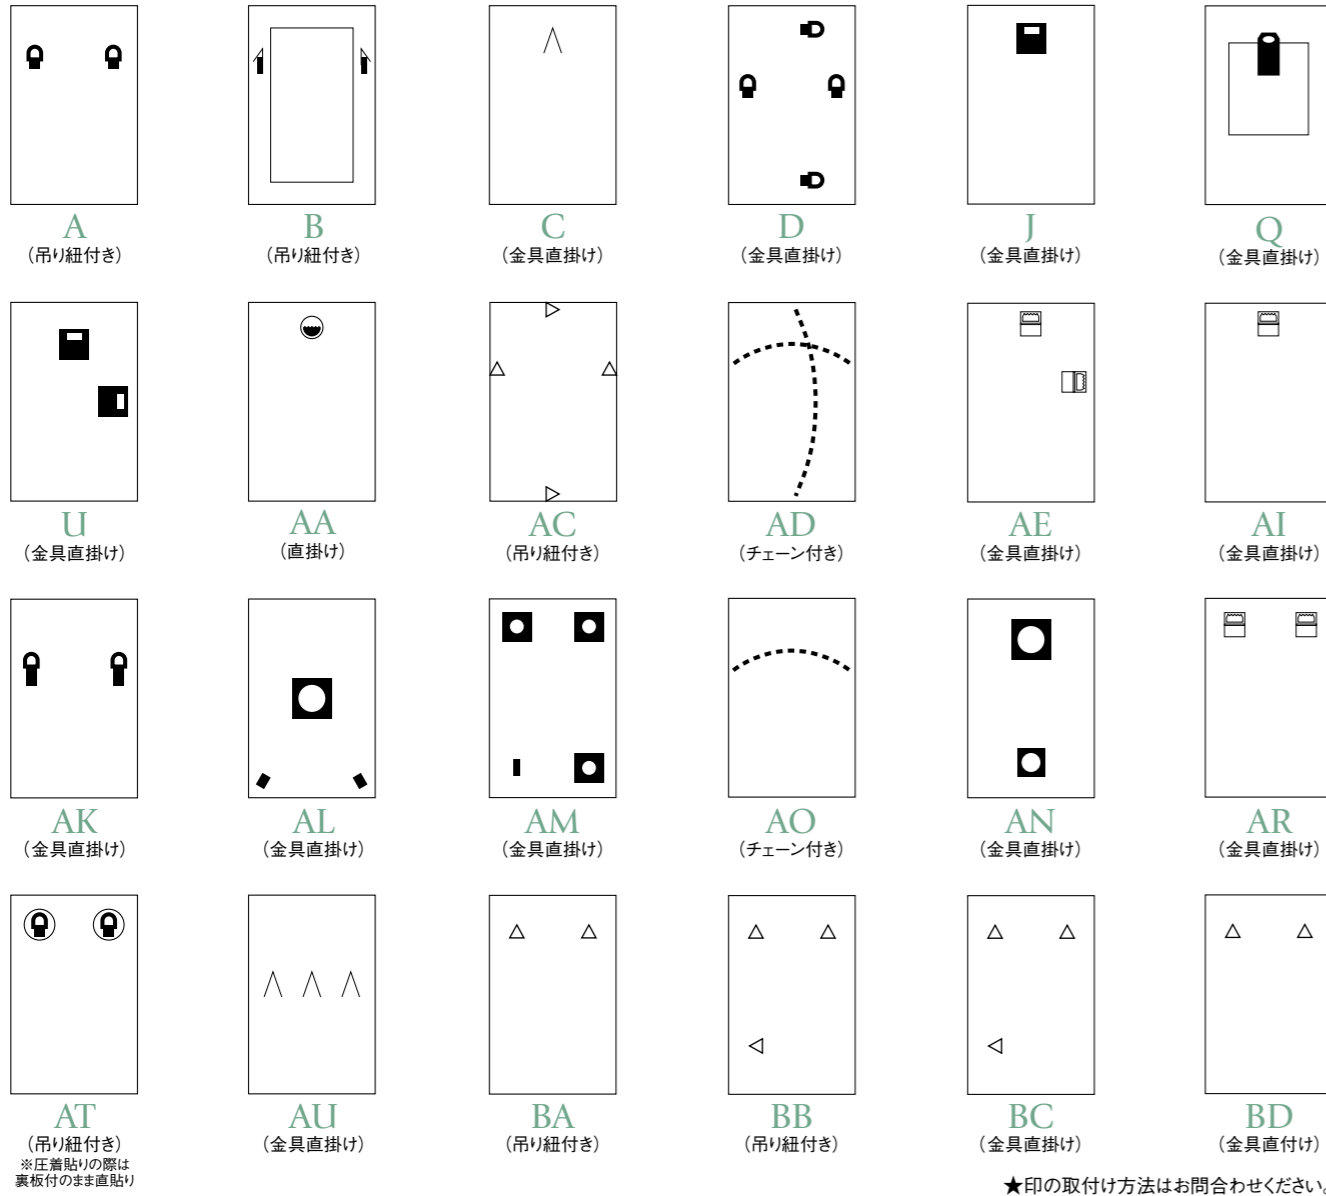 A
(吊り紐付き)
B
(吊り紐付き)
C
(金具直掛け)
D
(金具直掛け)
J
(金具直掛け)
Q
(金具直掛け)
U
(金具直掛け)
AA
(直掛け)
AC
(吊り紐付き)
AD
(チェーン付き)
AE
(金具直掛け)
AI
(金具直掛け)
AK
(金具直掛け)
AL
(金具直掛け)
AM
(金具直掛け)
AO
(チェーン付き)
AN
(金具直掛け)
AR
(金具直掛け)
AT
(吊り紐付き)
※圧着貼りの際は
裏板付のまま直貼り
AU
(金具直掛け)
BA
(吊り紐付き)
BB
(吊り紐付き)
BC
(金具直掛け)
BD
(金具直付け)
★印の取付け方法はお問合わせください。